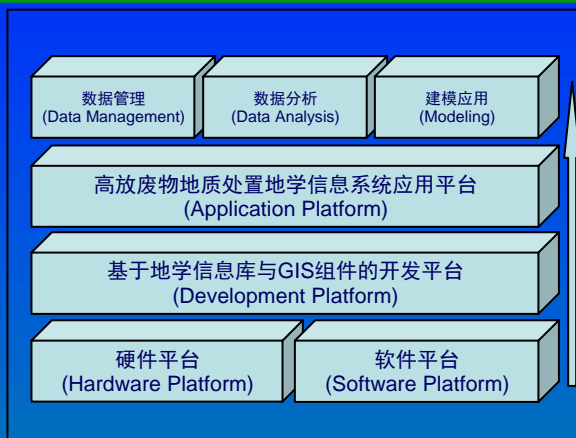 数据管理
(Data Management)
数据分析
(Data Analysis)
建模应用
(Modeling)
高放废物地质处置地学信息系统应用平台
(Application Platform)
基于地学信息库与GIS组件的开发平台
(Development Platform)
硬件平台
(Hardware Platform)
软件平台
(Software Platform)